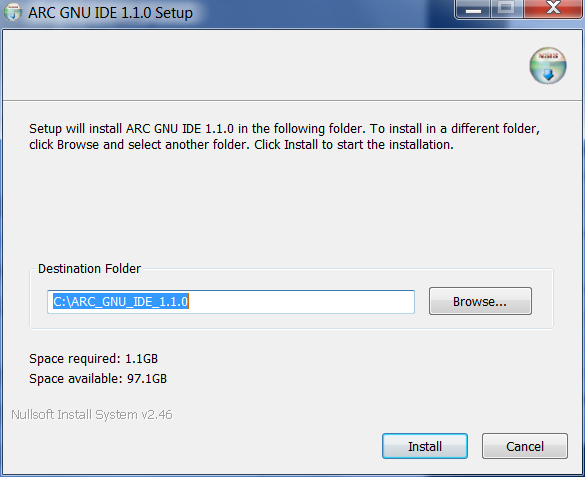 ARC GNU IDE 1.1.0 Setup
Setup will install ARC GNU IDE 1.1.0 in the following folder. To install in a different folder,
click Browse and select another folder. Click Install to start the installation.
Destination Folder
C:\ARC_GNU_IDE_1.1.0
Browse...
Space required: 1.1GB
Space available: 97.1GB
Nullsoft Install System v2.46
Install
Cancel